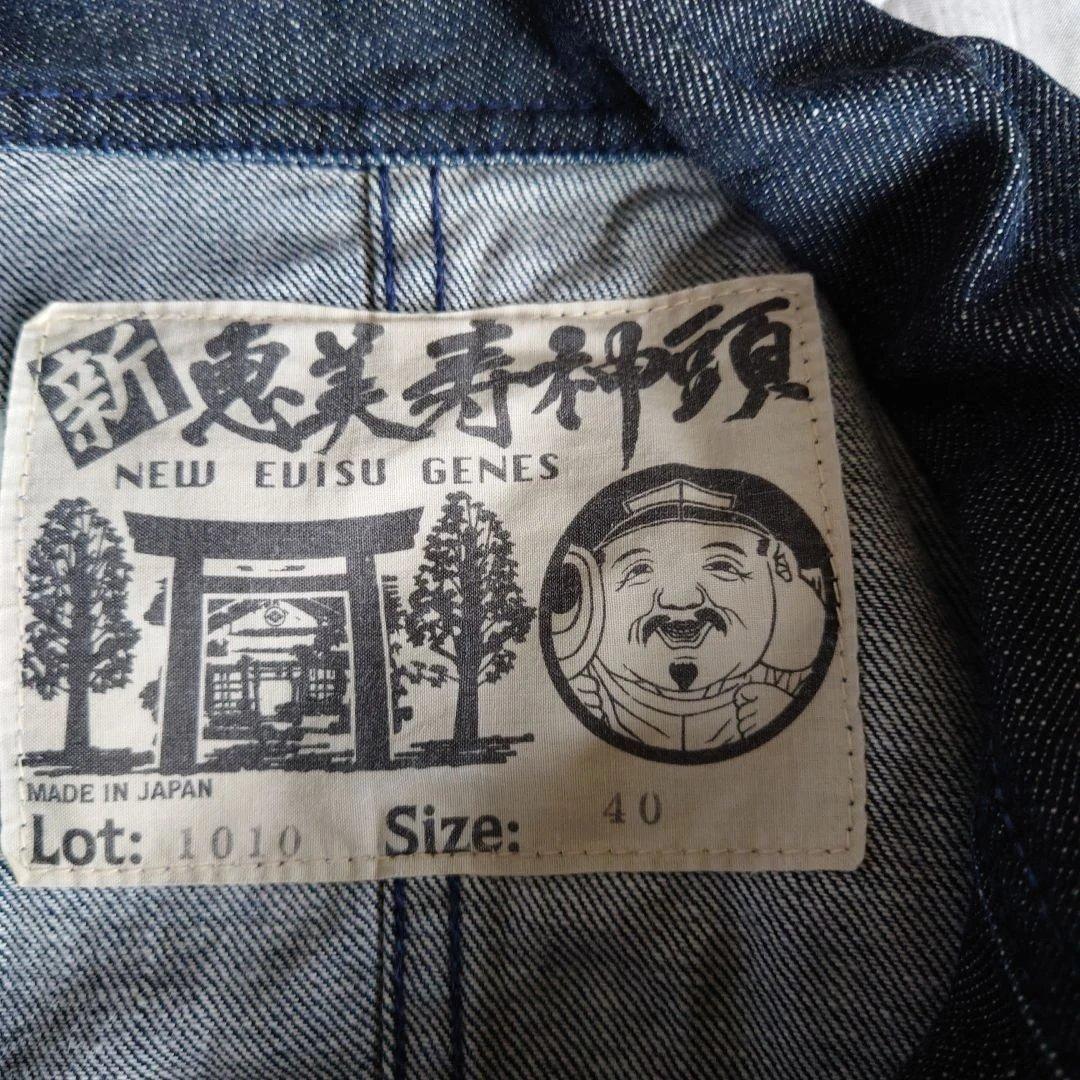 新 恵美寿神頭
NEW EVISU GENES
MADE IN JAPAN
Lot: 1010 Size: 40